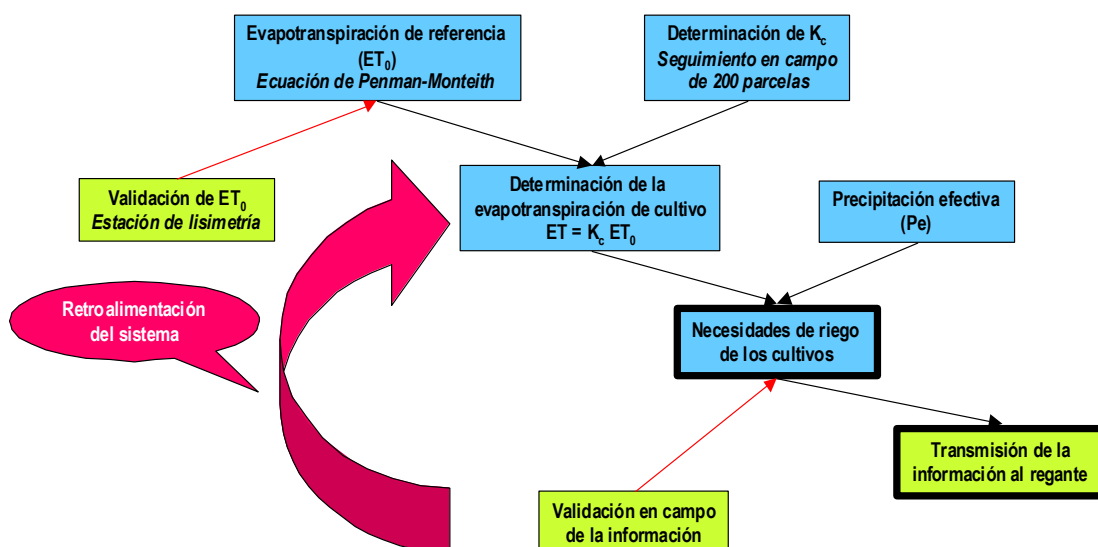 Evapotranspiración de referencia
(ET0)
Ecuación de Penman-Monteith
Determinación de Kc
Seguimiento en campo
de 200 parcelas
Validación de ET0
Estación de lisimetría
Determinación de la
evapotranspiración de cultivo
ET = Kc ET0
Precipitación efectiva
(Pe)
Retroalimentación
del sistema
Necesidades de riego
de los cultivos
Transmisión de la
información al regante
Validación en campo
de la información